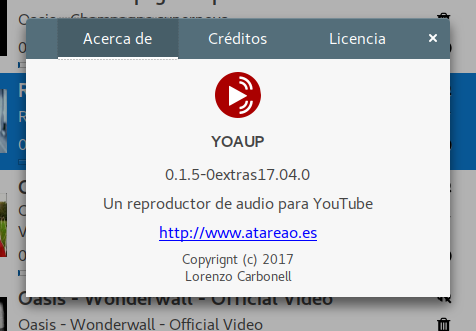 Oasis - Champagne supernova
Acerca de
Créditos
Licencia
×
YOAUP
0.1.5-0extras17.04.0
Un reproductor de audio para YouTube
http://www.atareao.es
Copyrignt (c) 2017
Lorenzo Carbonell
Oasis - Wonderwall - Official Video
Oasis - Wonderwall - Official Video